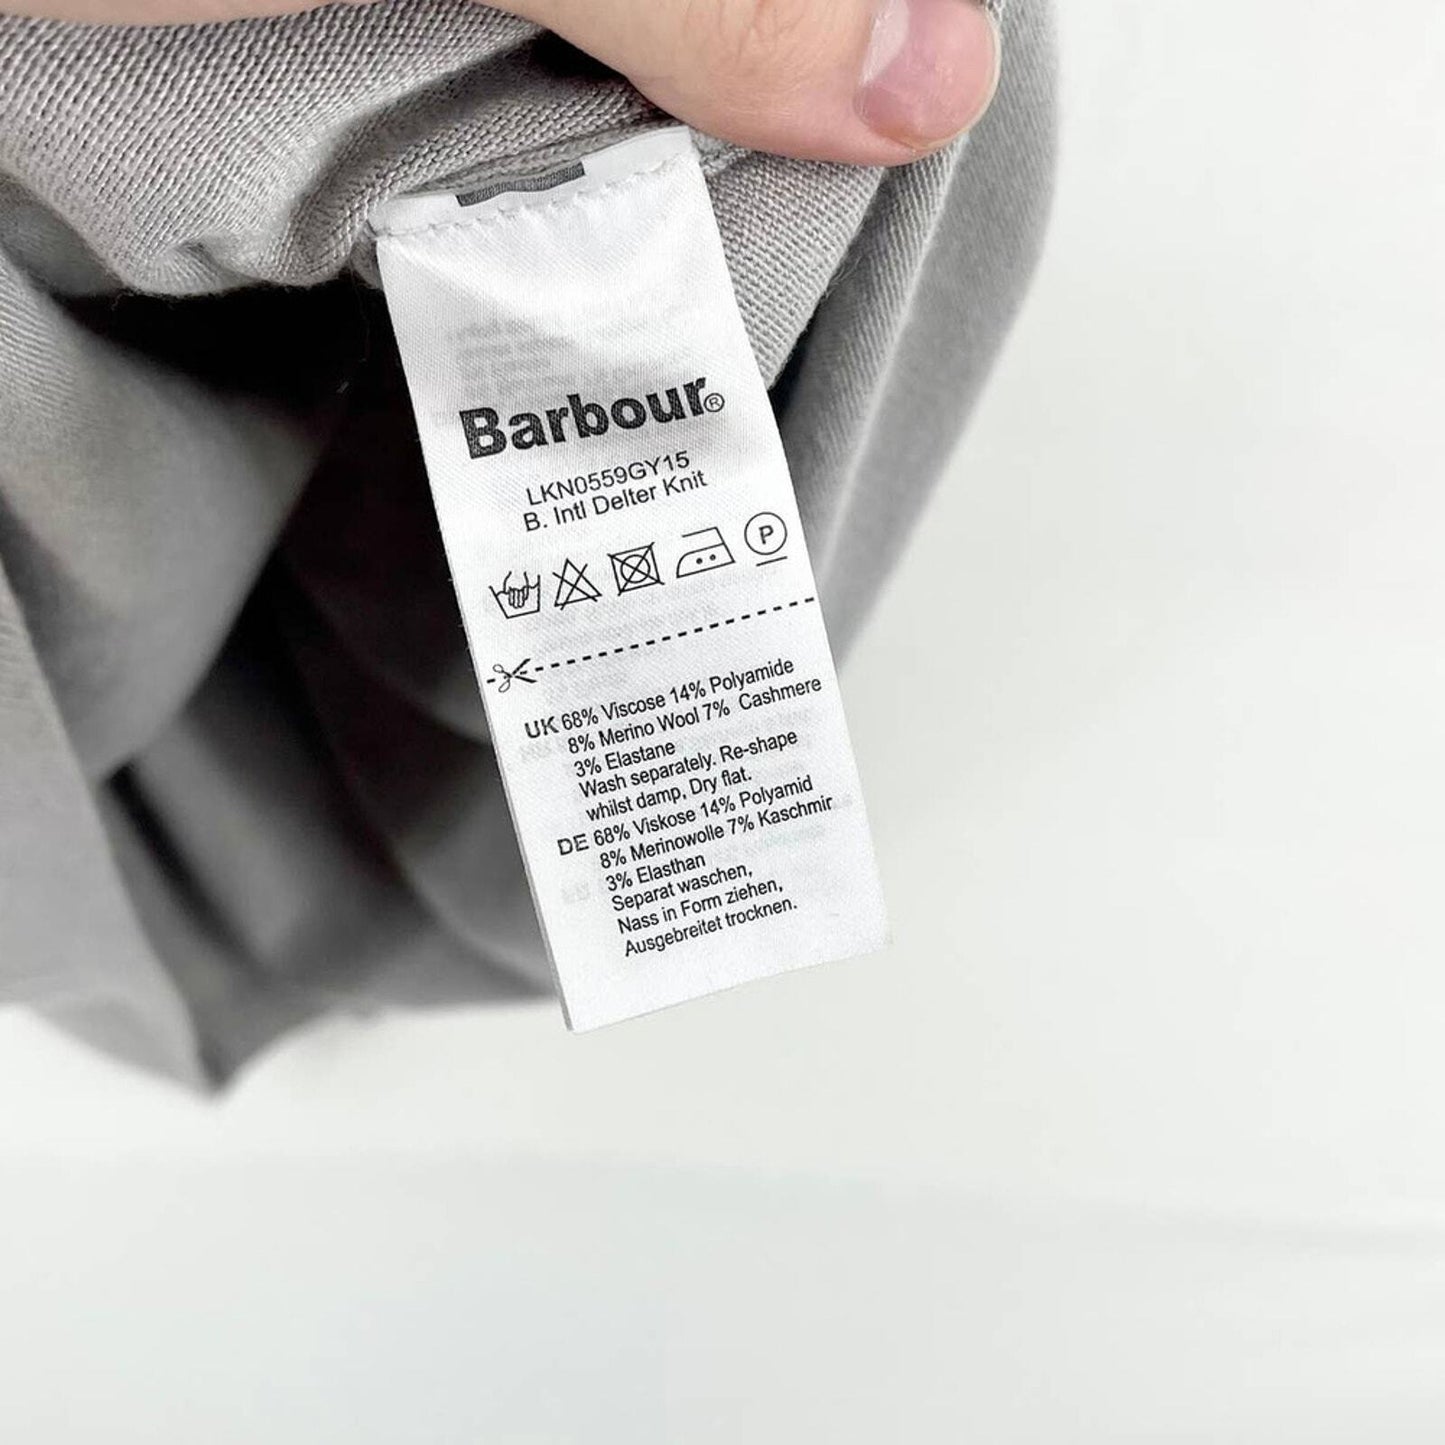 Barbour®
LKN0559GY15
B. Intl Delter Knit
P
UK 68% Viscose 14% Polyamide
8% Merino Wool 7% Cashmere
3% Elastane
Wash separately. Re-shape
whilst damp, Dry flat.
DE 68% Viskose 14% Polyamid
8% Merinowolle 7% Kaschmir
3% Elasthan
Separat waschen,
Nass in Form ziehen,
Ausgebreitet trocknen.